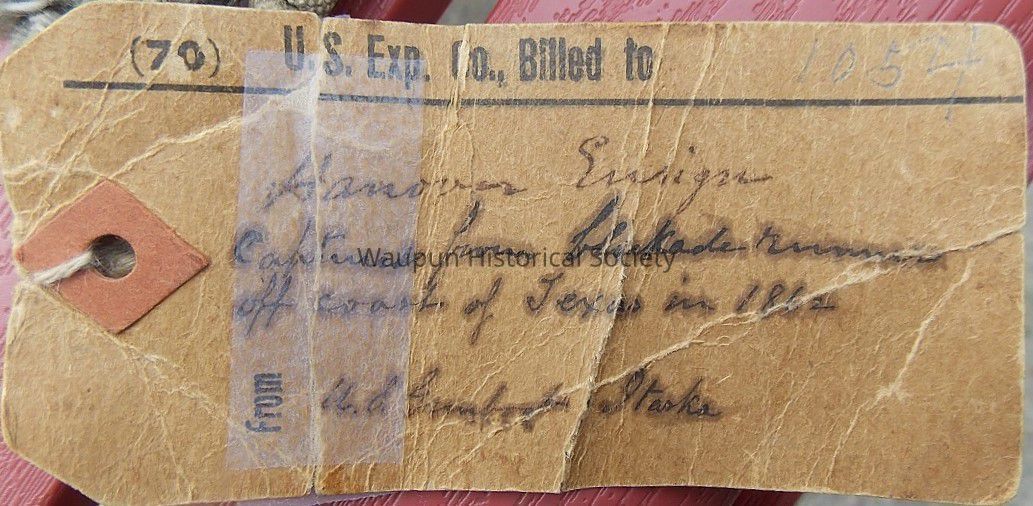 (70) U.S. Exp. Co., Billed to 1057
Hanover Ensign
Captured from blockade runner
Waupun Historical Society
off coast of Texas in 1862
from U.S. Gunboat Itaska